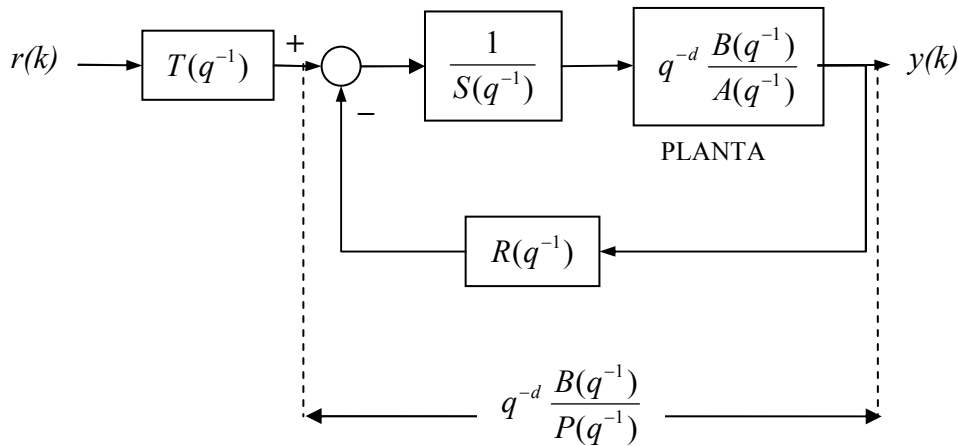 r(k)
T(q⁻¹)
+
−
1
S(q⁻¹)
q⁻ᵈ B(q⁻¹)
A(q⁻¹)
y(k)
PLANTA
R(q⁻¹)
q⁻ᵈ B(q⁻¹)
P(q⁻¹)